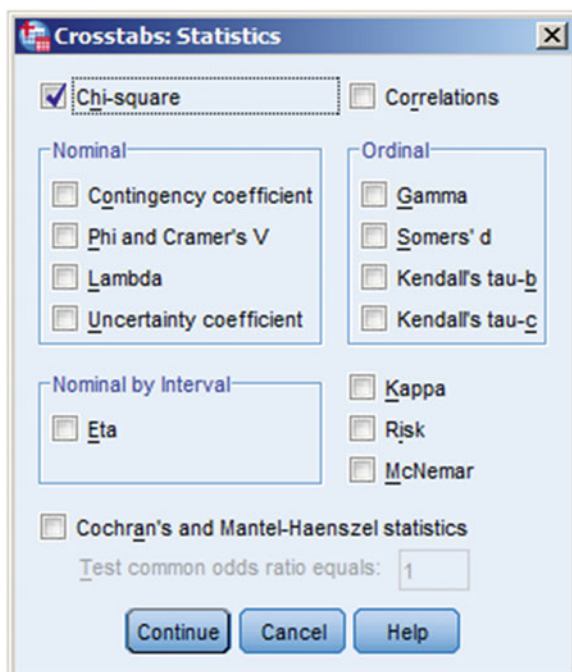 Crosstabs: Statistics
Chi-square
Correlations
Nominal
Contingency coefficient
Phi and Cramer's V
Lambda
Uncertainty coefficient
Ordinal
Gamma
Somers' d
Kendall's tau-b
Kendall's tau-c
Nominal by Interval
Eta
Kappa
Risk
McNemar
Cochran's and Mantel-Haenszel statistics
Test common odds ratio equals: 1
Continue Cancel Help